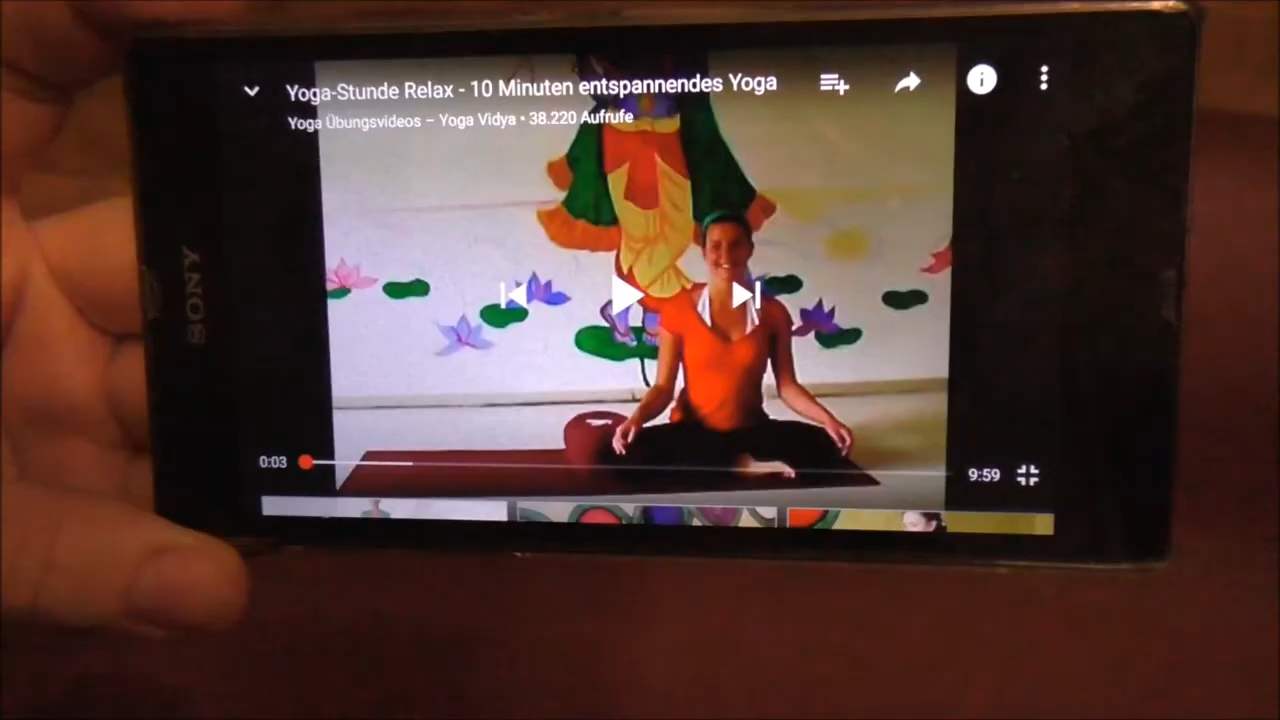 Yoga-Stunde Relax - 10 Minuten entspannendes Yoga
Yoga Übungsvideos – Yoga Vidya • 38.220 Aufrufe
SONY
0:03
9:59